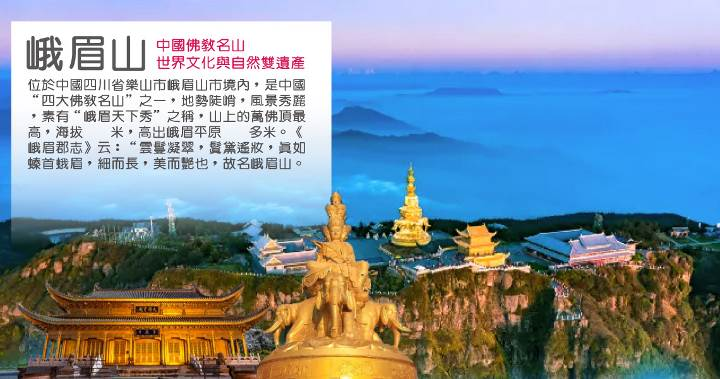 峨眉山
中國佛教名山
世界文化與自然雙遺產
位於中國四川省樂山市峨眉山市境內，是中國
“四大佛教名山”之一，地勢陡峭，風景秀麗
，素有“峨眉天下秀”之稱，山上的萬佛頂最
高，海拔　　米，高出峨眉平原　　多米。《
峨眉郡志》云：“雲鬘凝翠，鬒黛遙妝，真如
螓首蛾眉，細而長，美而艷也，故名峨眉山。